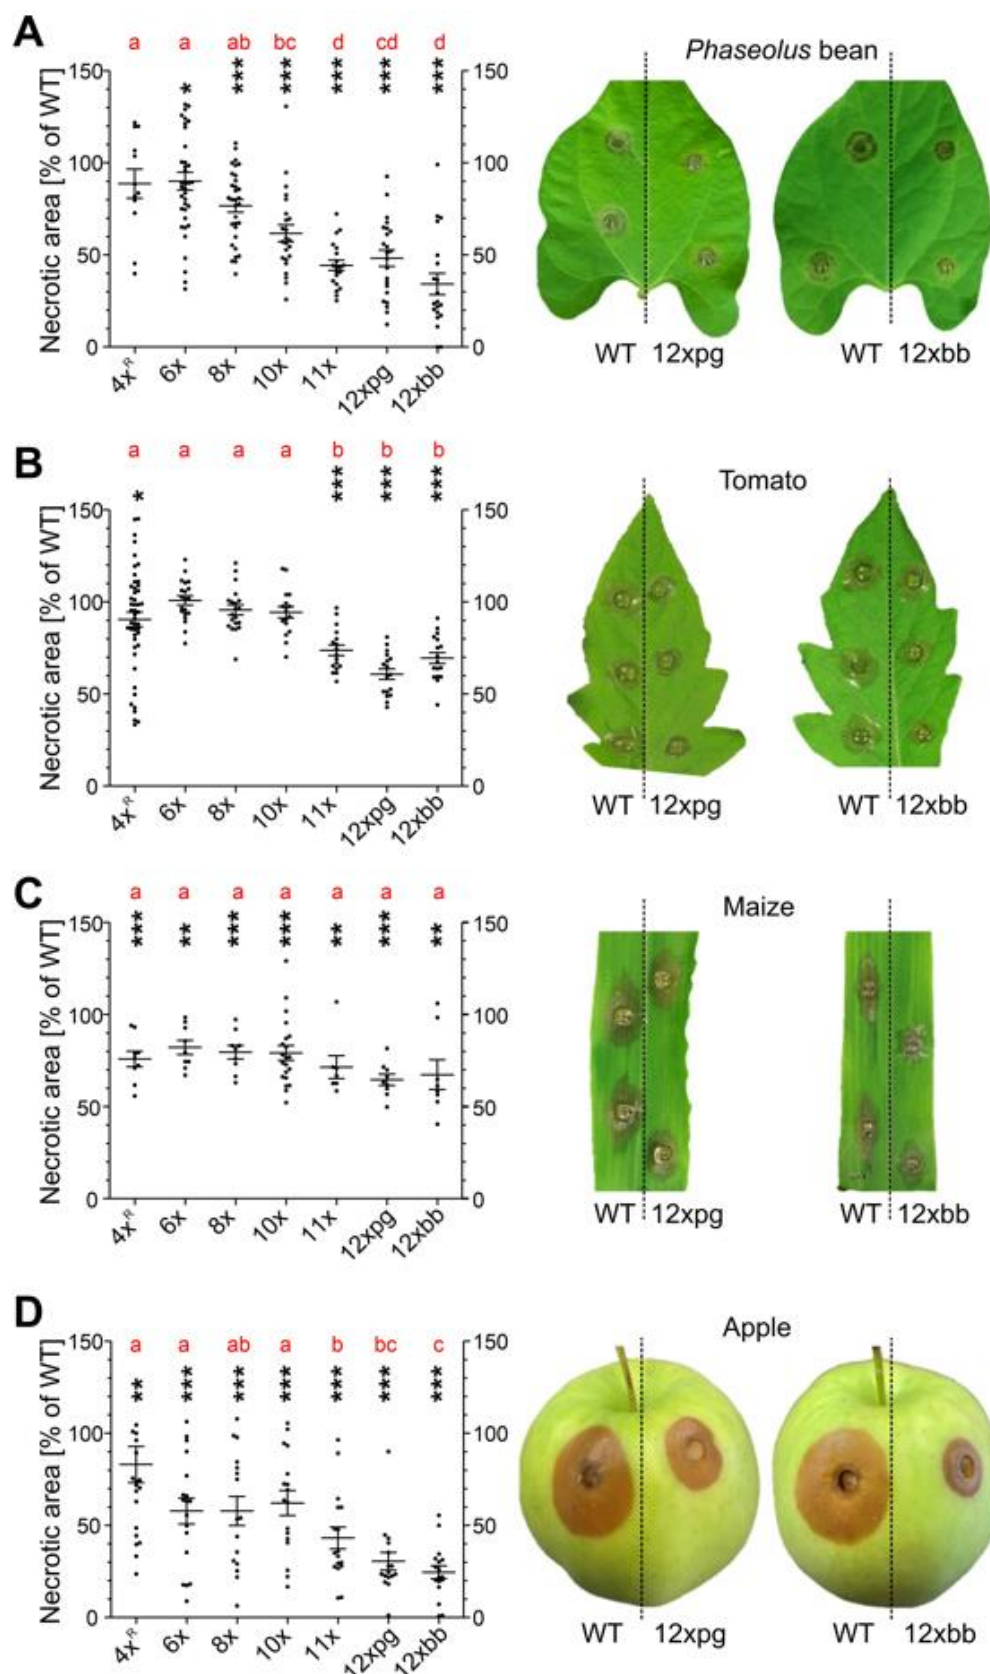 A
a a ab bc d cd d
* *** *** *** *** ***
Necrotic area [% of WT]
150
100
50
0
150
100
50
0
4x-R 6x 8x 10x 11x 12xpg 12xbb
Phaseolus bean
WT 12xpg
WT 12xbb
B
a a a a b b b
* *** *** ***
Necrotic area [% of WT]
150
100
50
0
150
100
50
0
4x-R 6x 8x 10x 11x 12xpg 12xbb
Tomato
WT 12xpg
WT 12xbb
C
a a a a a a a
*** ** *** *** ** *** **
Necrotic area [% of WT]
150
100
50
0
150
100
50
0
4x-R 6x 8x 10x 11x 12xpg 12xbb
Maize
WT 12xpg
WT 12xbb
D
a a ab a b bc c
** *** *** *** *** *** ***
Necrotic area [% of WT]
150
100
50
0
150
100
50
0
4x-R 6x 8x 10x 11x 12xpg 12xbb
Apple
WT 12xpg
WT 12xbb